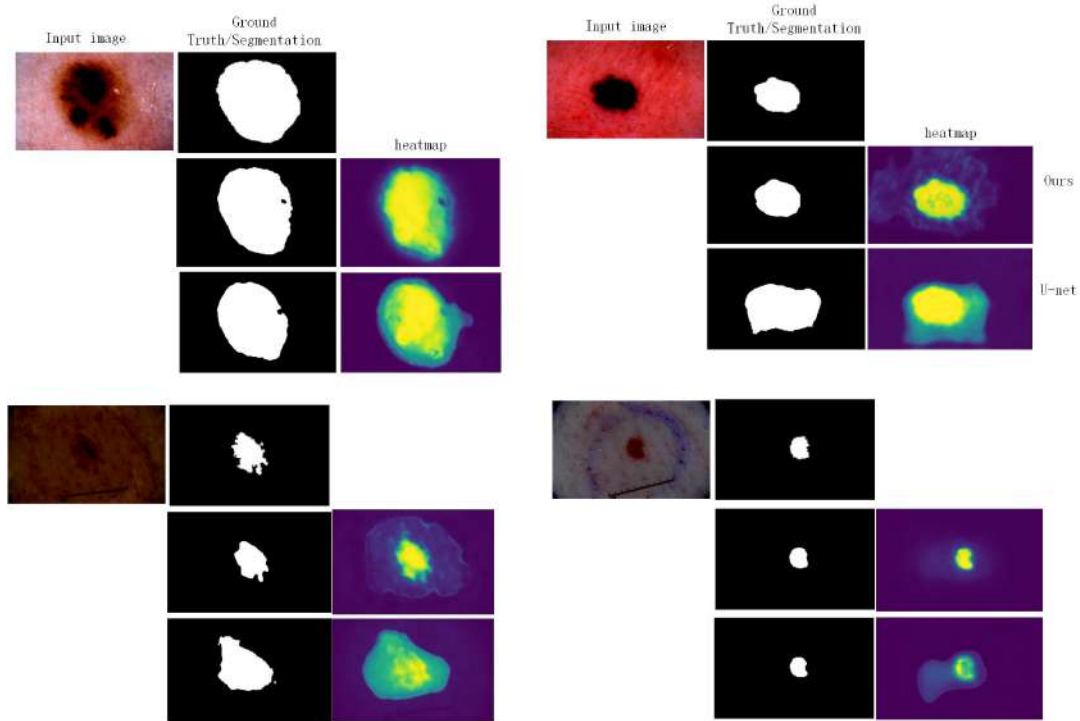 Input image
Ground
Truth/Segmentation
heatmap
Input image
Ground
Truth/Segmentation
heatmap
Ours
U-net